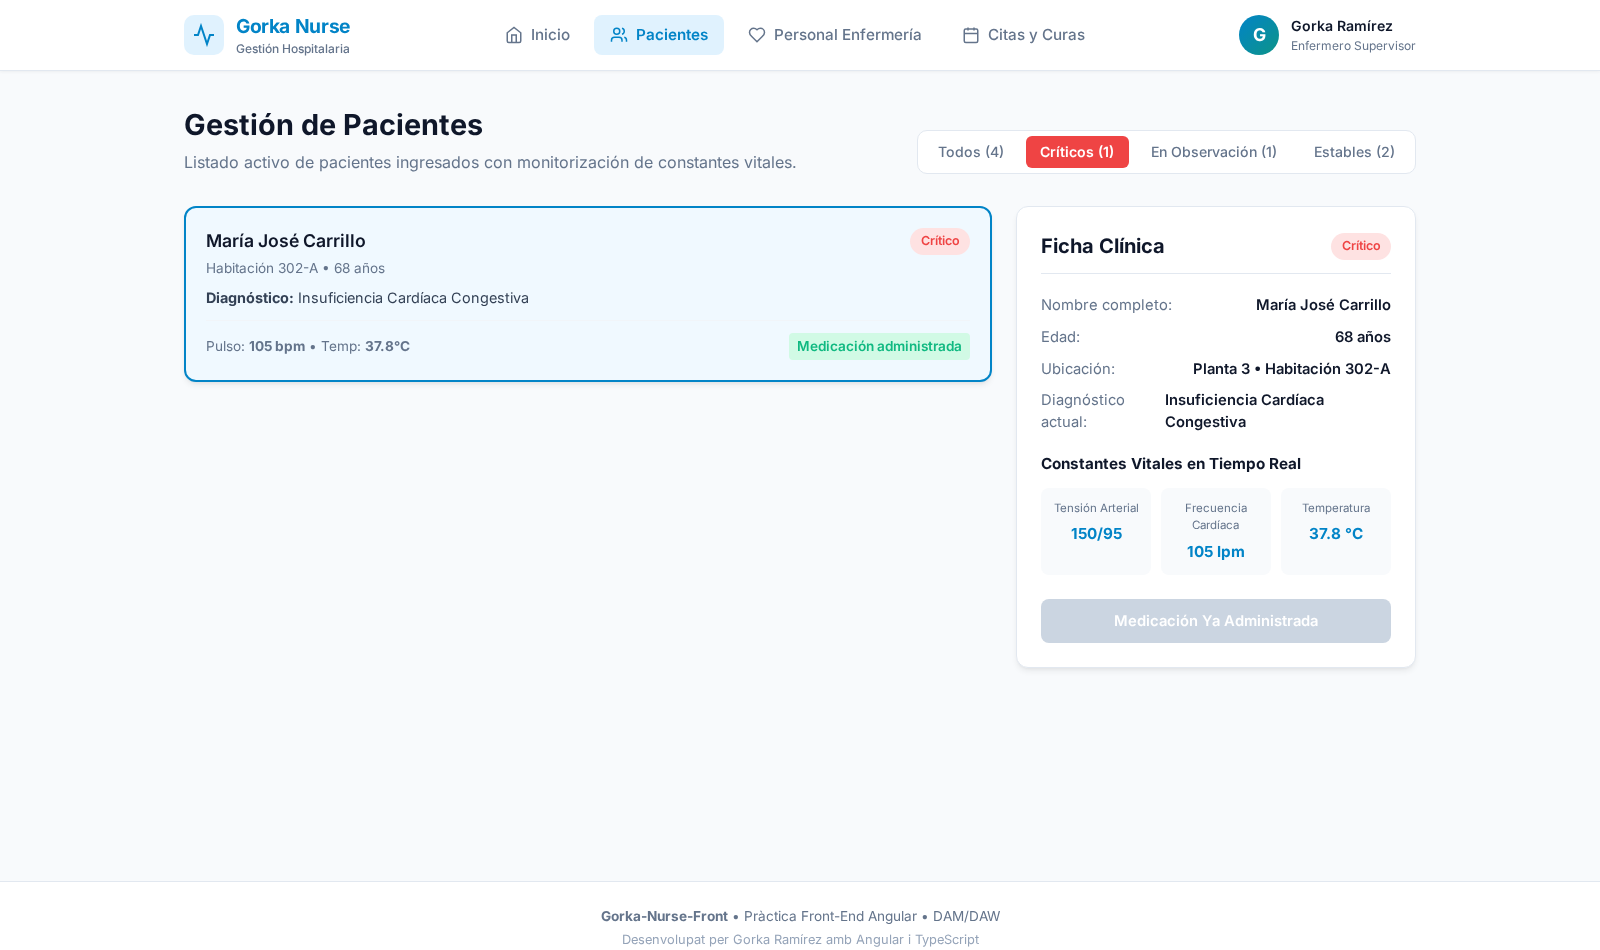 Gorka Nurse
Gestión Hospitalaria
Inicio
Pacientes
Personal Enfermería
Citas y Curas
G
Gorka Ramírez
Enfermero Supervisor
Gestión de Pacientes
Listado activo de pacientes ingresados con monitorización de constantes vitales.
Todos (4)
Críticos (1)
En Observación (1)
Estables (2)
María José Carrillo
Crítico
Habitación 302-A • 68 años
Diagnóstico: Insuficiencia Cardíaca Congestiva
Pulso: 105 bpm • Temp: 37.8°C
Medicación administrada
Ficha Clínica
Crítico
Nombre completo:
María José Carrillo
Edad:
68 años
Ubicación:
Planta 3 • Habitación 302-A
Diagnóstico
actual:
Insuficiencia Cardíaca
Congestiva
Constantes Vitales en Tiempo Real
Tensión Arterial
150/95
Frecuencia
Cardíaca
105 lpm
Temperatura
37.8 °C
Medicación Ya Administrada
Gorka-Nurse-Front • Pràctica Front-End Angular • DAM/DAW
Desenvolupat per Gorka Ramírez amb Angular i TypeScript